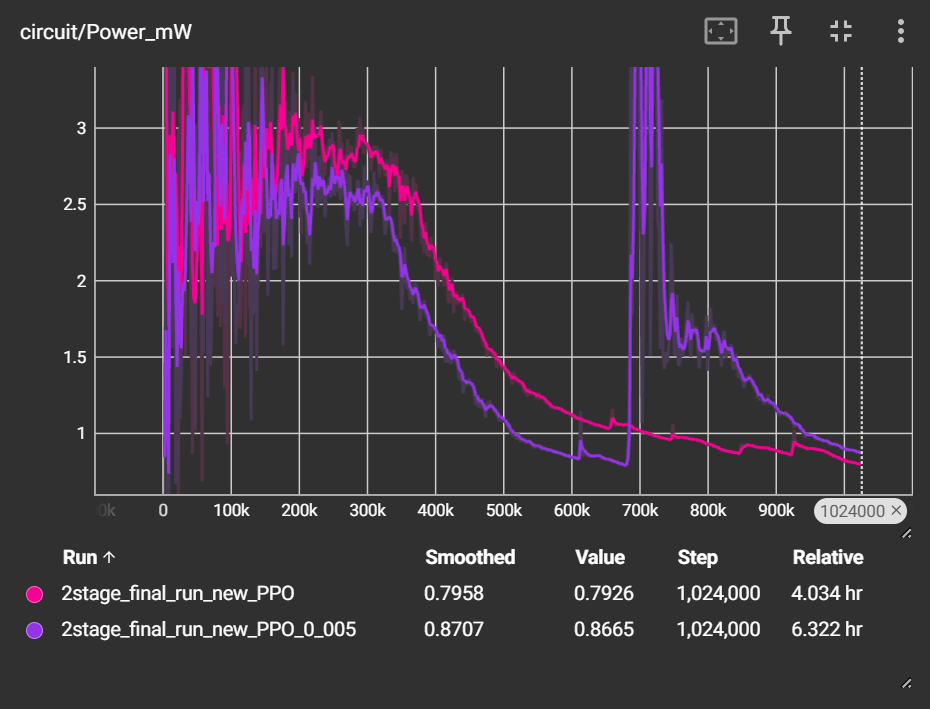 circuit/Power_mW
3
2.5
2
1.5
1
0k 0 100k 200k 300k 400k 500k 600k 700k 800k 900k 1024000
Run Smoothed Value Step Relative
2stage_final_run_new_PPO 0.7958 0.7926 1,024,000 4.034 hr
2stage_final_run_new_PPO_0_005 0.8707 0.8665 1,024,000 6.322 hr